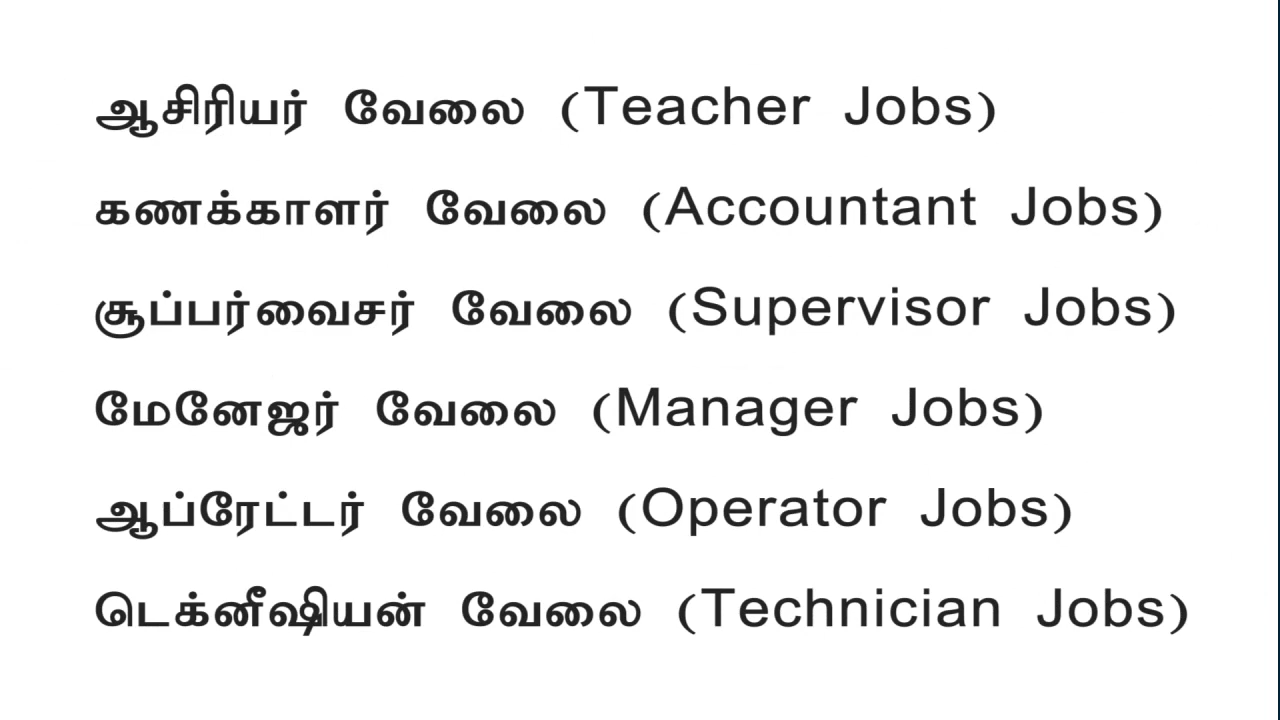 ஆசிரியர் வேலை (Teacher Jobs)
கணக்காளர் வேலை (Accountant Jobs)
சூப்பர்வைசர் வேலை (Supervisor Jobs)
மேனேஜர் வேலை (Manager Jobs)
ஆப்ரேட்டர் வேலை (Operator Jobs)
டெக்னீஷியன் வேலை (Technician Jobs)